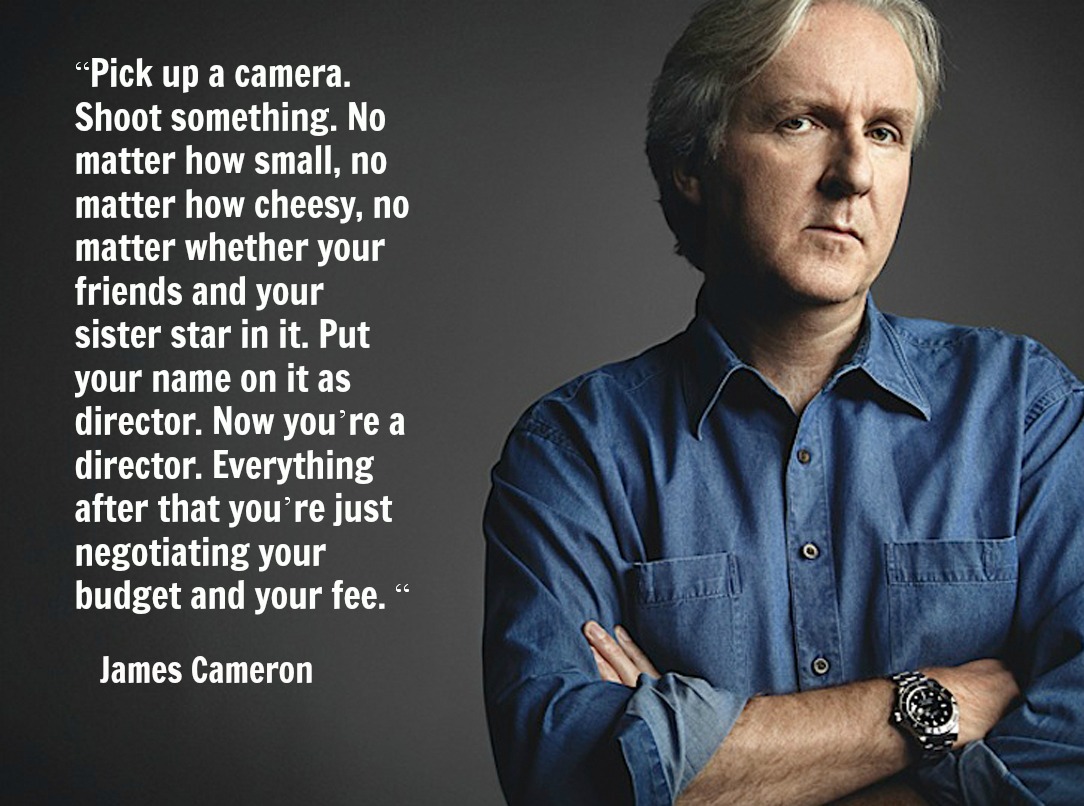 “Pick up a camera.
Shoot something. No
matter how small, no
matter how cheesy, no
matter whether your
friends and your
sister star in it. Put
your name on it as
director. Now you’re a
director. Everything
after that you’re just
negotiating your
budget and your fee. “
James Cameron